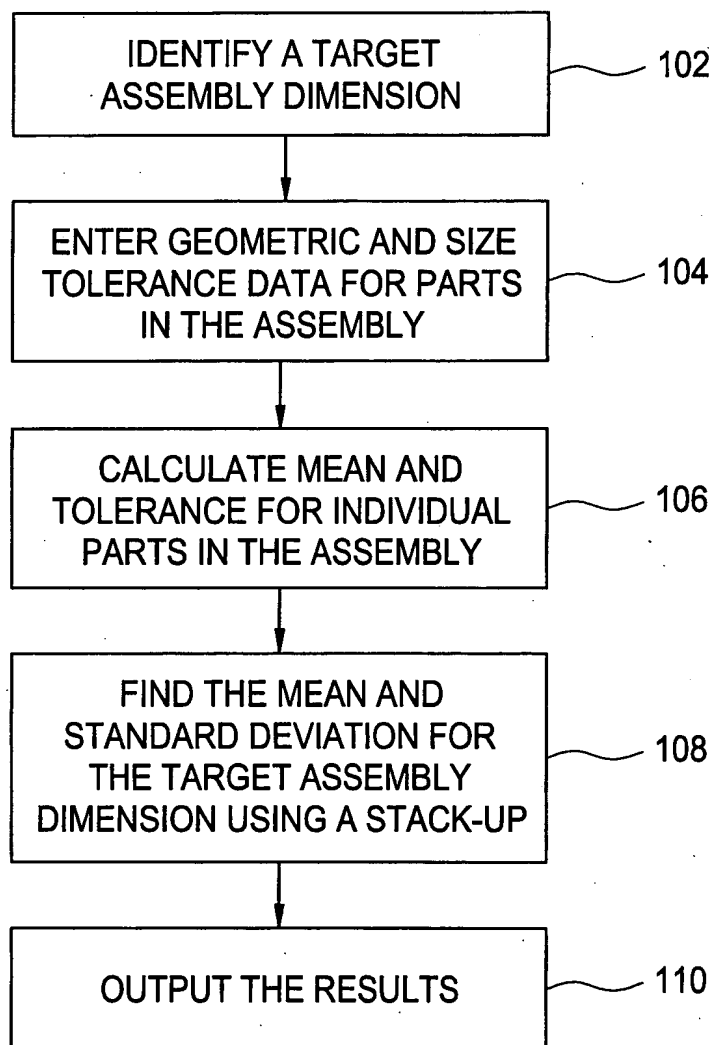 IDENTIFY A TARGET
ASSEMBLY DIMENSION
102
ENTER GEOMETRIC AND SIZE
TOLERANCE DATA FOR PARTS
IN THE ASSEMBLY
104
CALCULATE MEAN AND
TOLERANCE FOR INDIVIDUAL
PARTS IN THE ASSEMBLY
106
FIND THE MEAN AND
STANDARD DEVIATION FOR
THE TARGET ASSEMBLY
DIMENSION USING A STACK-UP
108
OUTPUT THE RESULTS
110